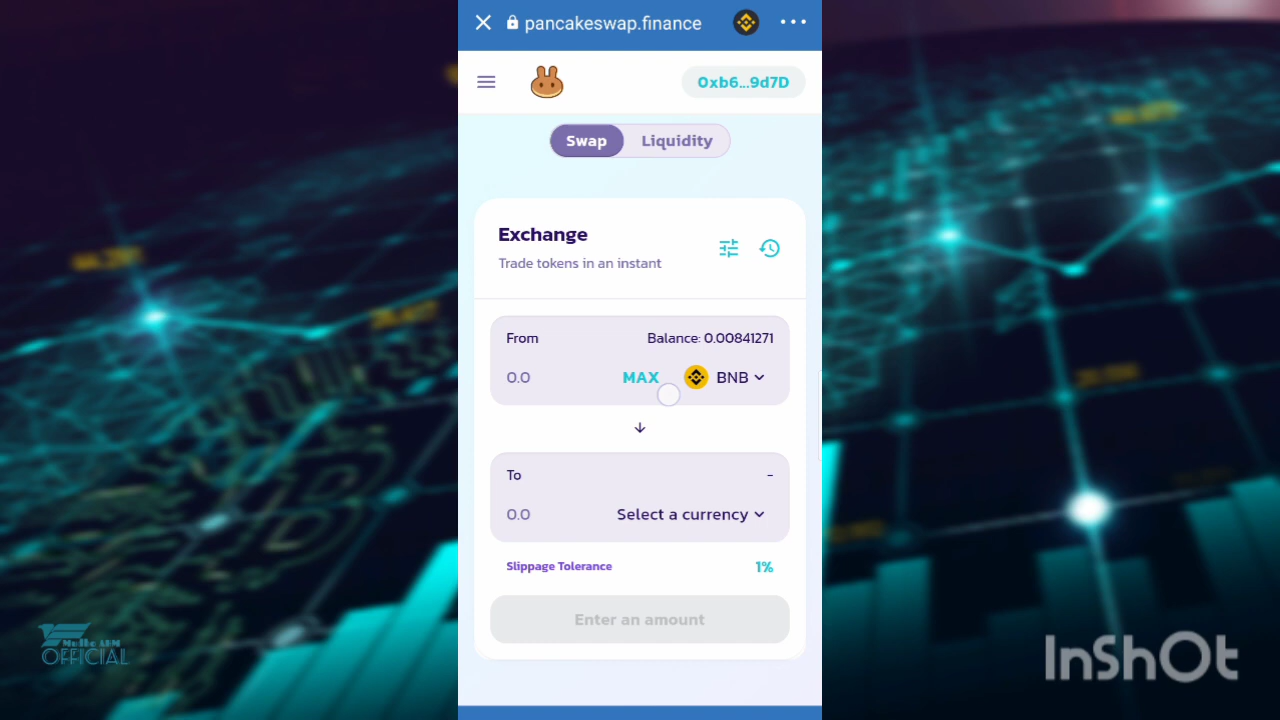 pancakeswap.finance
0xb6...9d7D
Swap Liquidity
Exchange
Trade tokens in an instant
From Balance: 0.00841271
0.0 MAX BNB
To -
0.0 Select a currency
Slippage Tolerance 1%
Enter an amount
OFFICIAL
InShOt